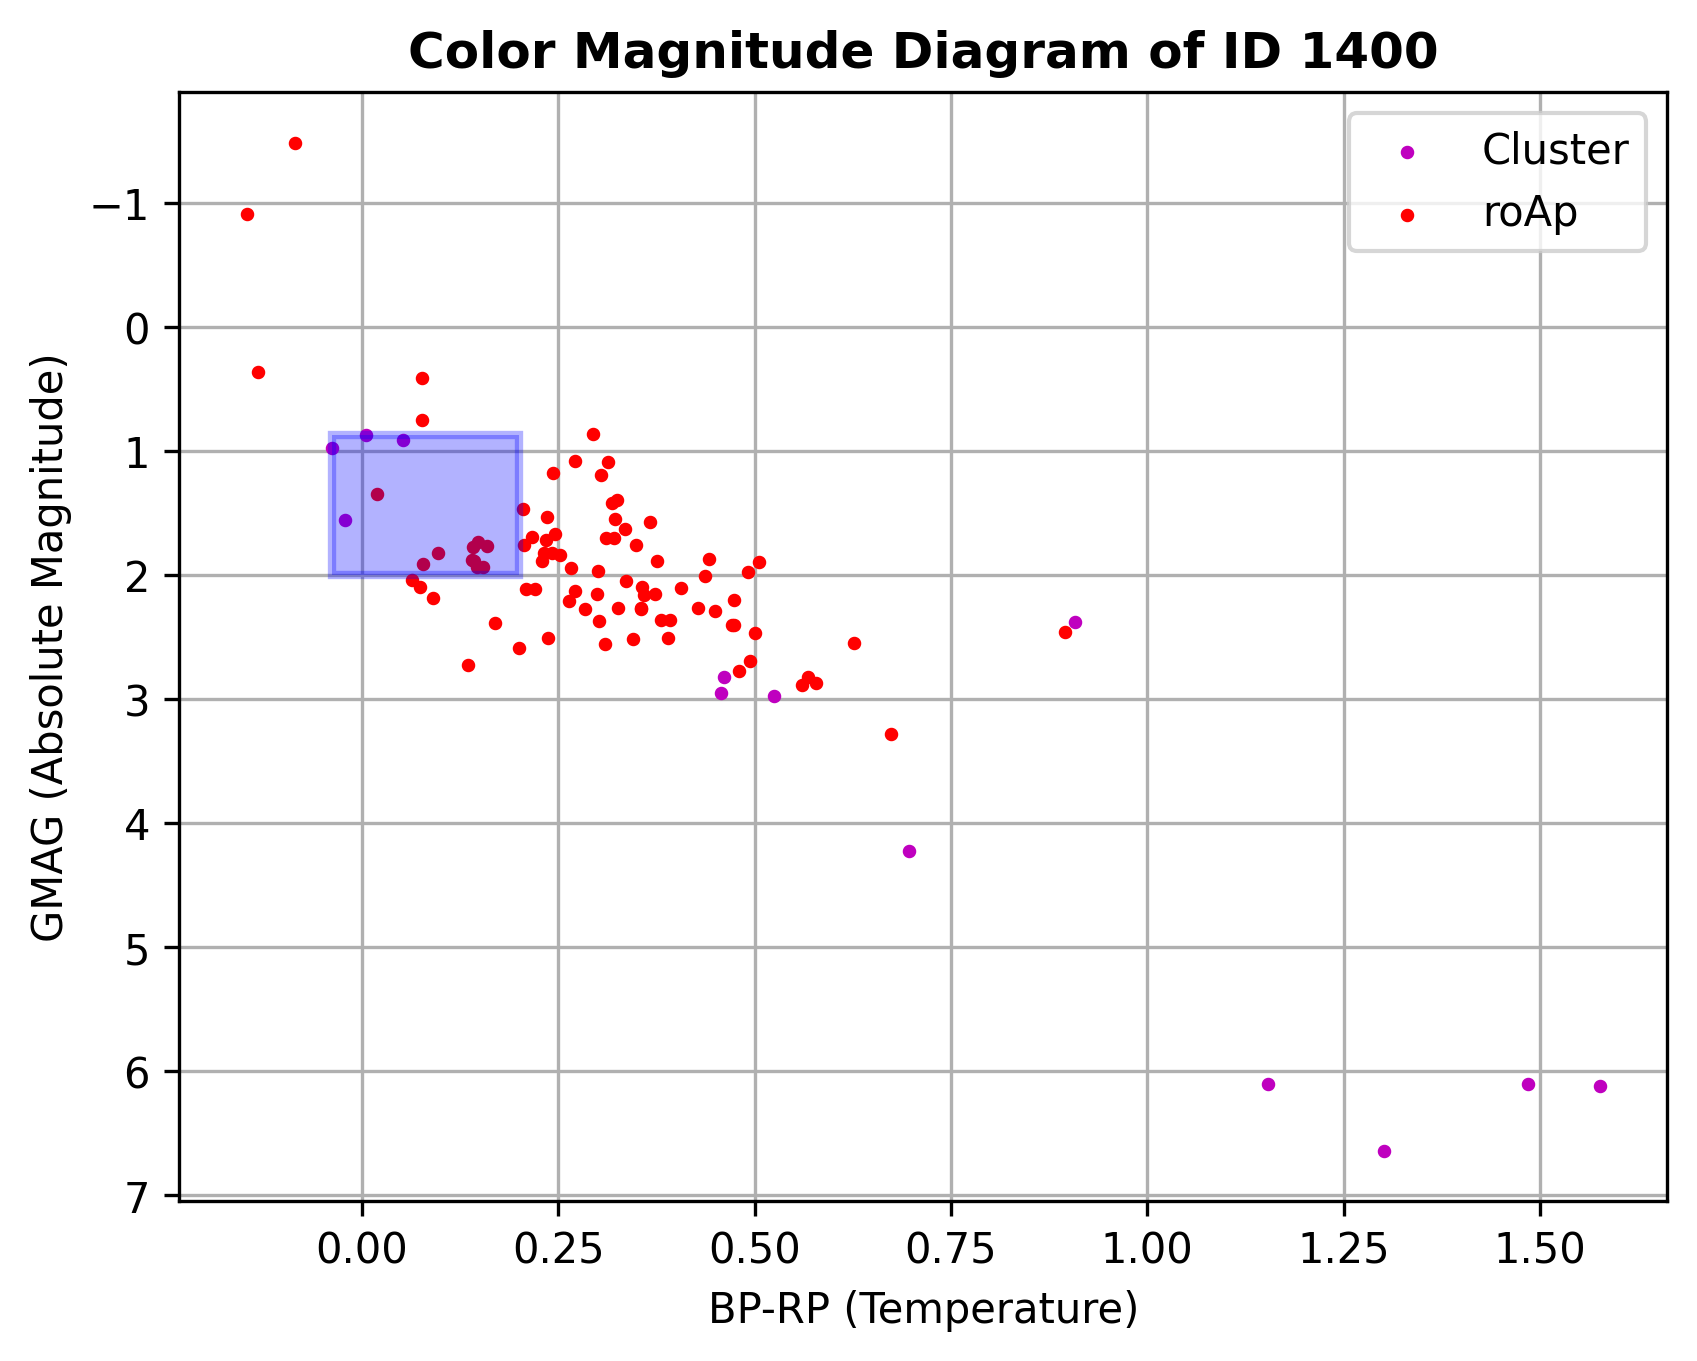 Color Magnitude Diagram of ID 1400
Cluster
roAp
GMAG (Absolute Magnitude)
−1
0
1
2
3
4
5
6
7
0.00 0.25 0.50 0.75 1.00 1.25 1.50
BP-RP (Temperature)